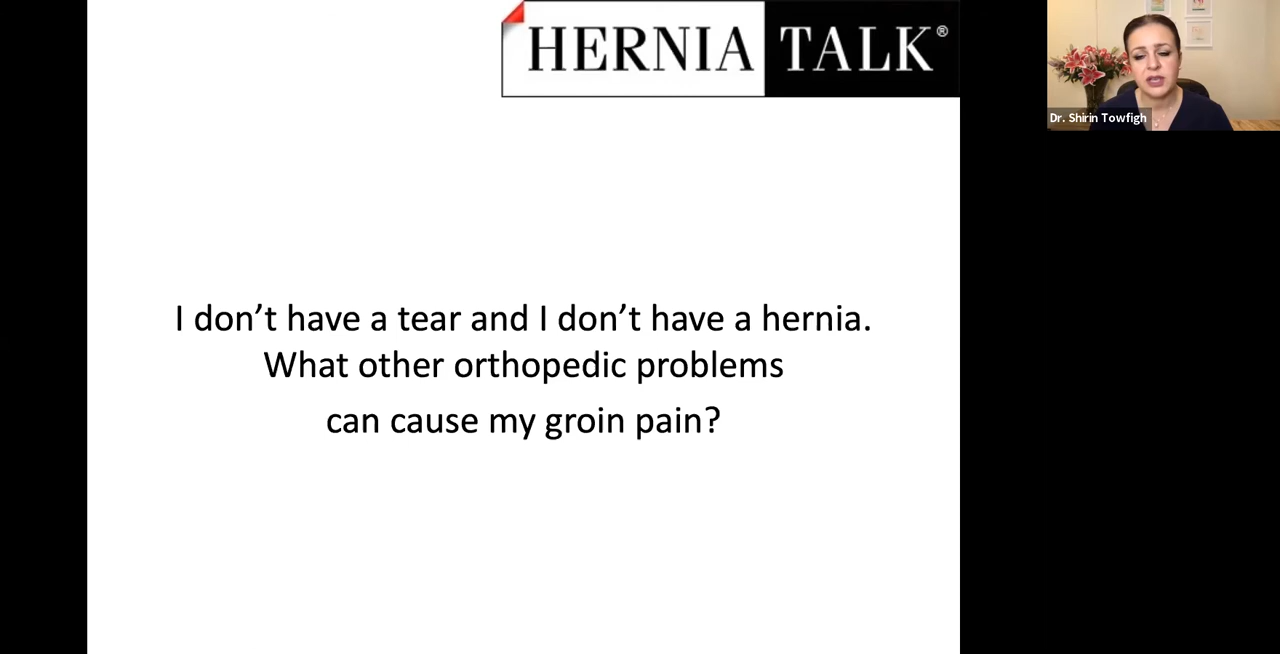 HERNIA TALK®
Dr. Shirin Towfigh
I don’t have a tear and I don’t have a hernia.
What other orthopedic problems
can cause my groin pain?